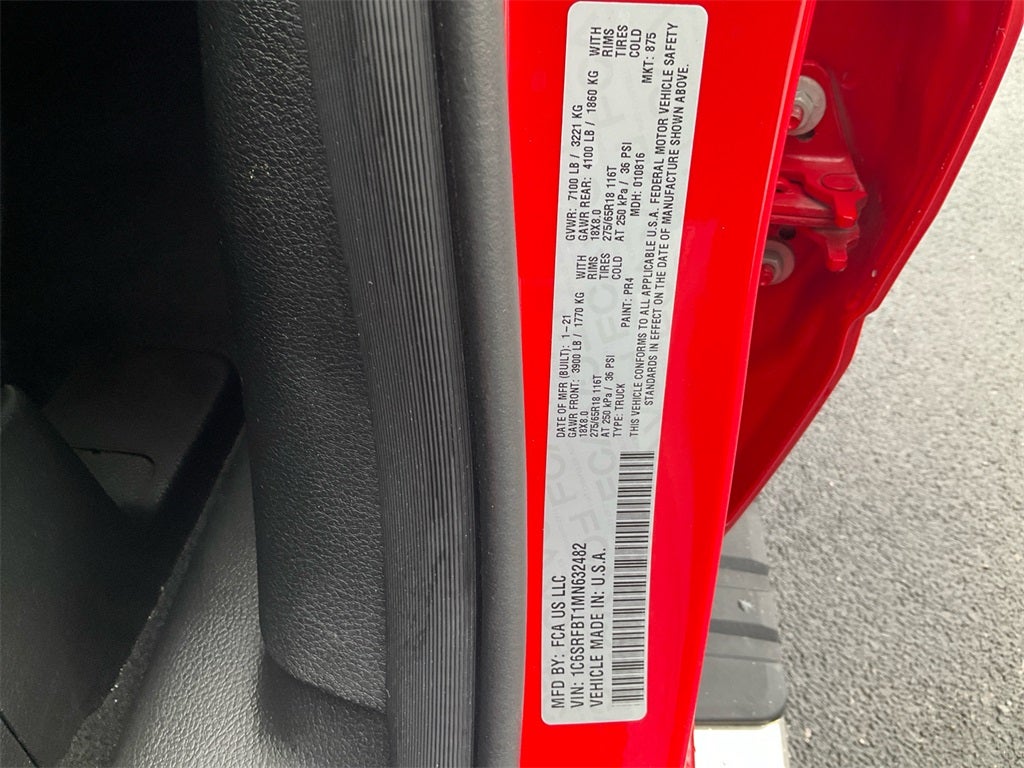 MFD BY: FCA US LLC
VIN: 1C6SRFBT1MN632482
VEHICLE MADE IN: U.S.A.
DATE OF MFR (BUILT): 1-21
GAWR FRONT: 3900 LB / 1770 KG WITH
18X8.0 RIMS
275/65R18 116T TIRES
AT 250 kPa / 36 PSI COLD
TYPE: TRUCK
GVWR: 7100 LB / 3221 KG
GAWR REAR: 4100 LB / 1860 KG WITH
18X8.0 RIMS
275/65R18 116T TIRES
AT 250 kPa / 36 PSI COLD
PAINT: PR4 MDH: 010816 MKT: 875
THIS VEHICLE CONFORMS TO ALL APPLICABLE U.S.A. FEDERAL MOTOR VEHICLE SAFETY
STANDARDS IN EFFECT ON THE DATE OF MANUFACTURE SHOWN ABOVE.